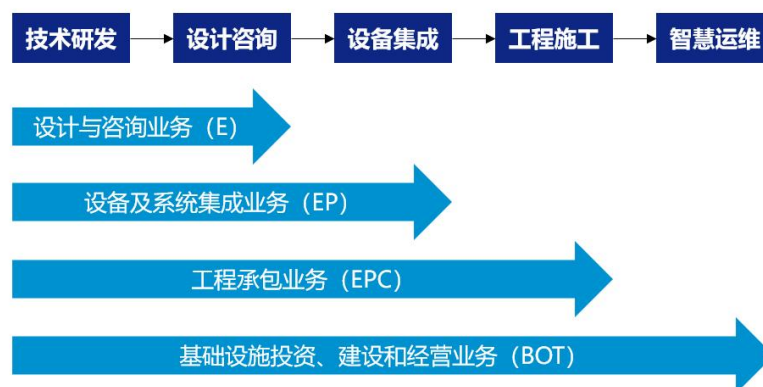 技术研发 设计咨询 设备集成 工程施工 智慧运维
设计与咨询业务（E）
设备及系统集成业务（EP）
工程承包业务（EPC）
基础设施投资、建设和经营业务（BOT）